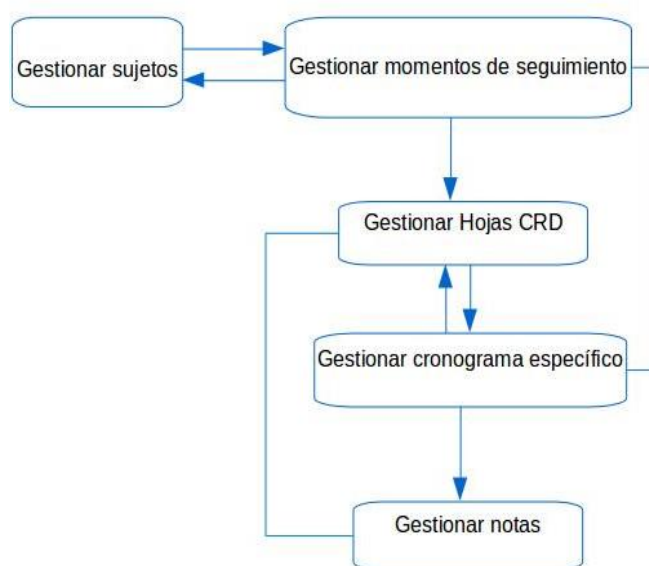 Gestionar sujetos
Gestionar momentos de seguimiento
Gestionar Hojas CRD
Gestionar cronograma específico
Gestionar notas